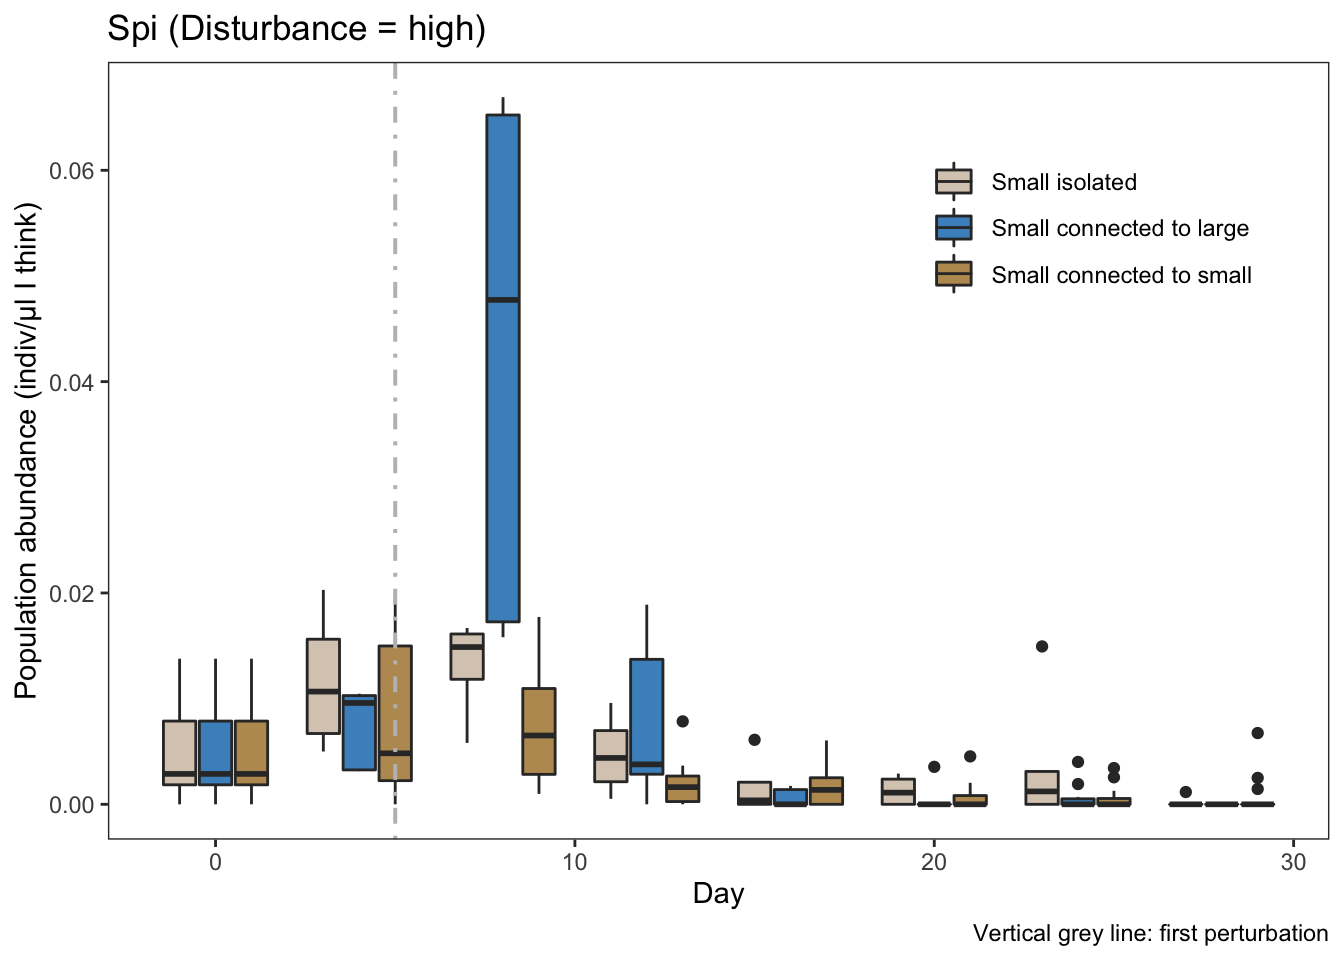 Spi (Disturbance = high)
Population abundance (indiv/μl I think)
0.06
0.04
0.02
0.00
Small isolated
Small connected to large
Small connected to small
0
10
20
30
Day
Vertical grey line: first perturbation